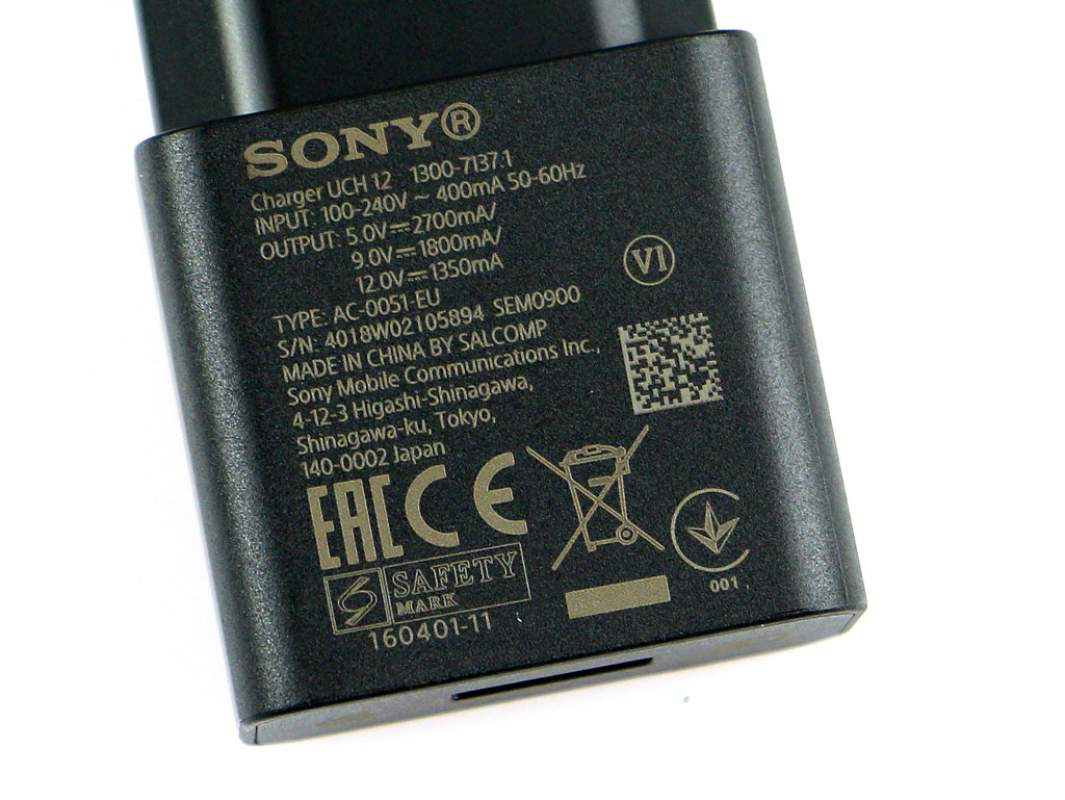 SONY®
Charger UCH 12 1300-7137.1
INPUT: 100-240V ~ 400mA 50-60Hz
OUTPUT: 5.0V⎓2700mA/
9.0V⎓1800mA/
12.0V⎓1350mA
VI
TYPE: AC-0051-EU
S/N: 4018W02105894 SEM0900
MADE IN CHINA BY SALCOMP
Sony Mobile Communications Inc.,
4-12-3 Higashi-Shinagawa,
Shinagawa-ku, Tokyo,
140-0002 Japan
EAC CE
001
S SAFETY
MARK
160401-11